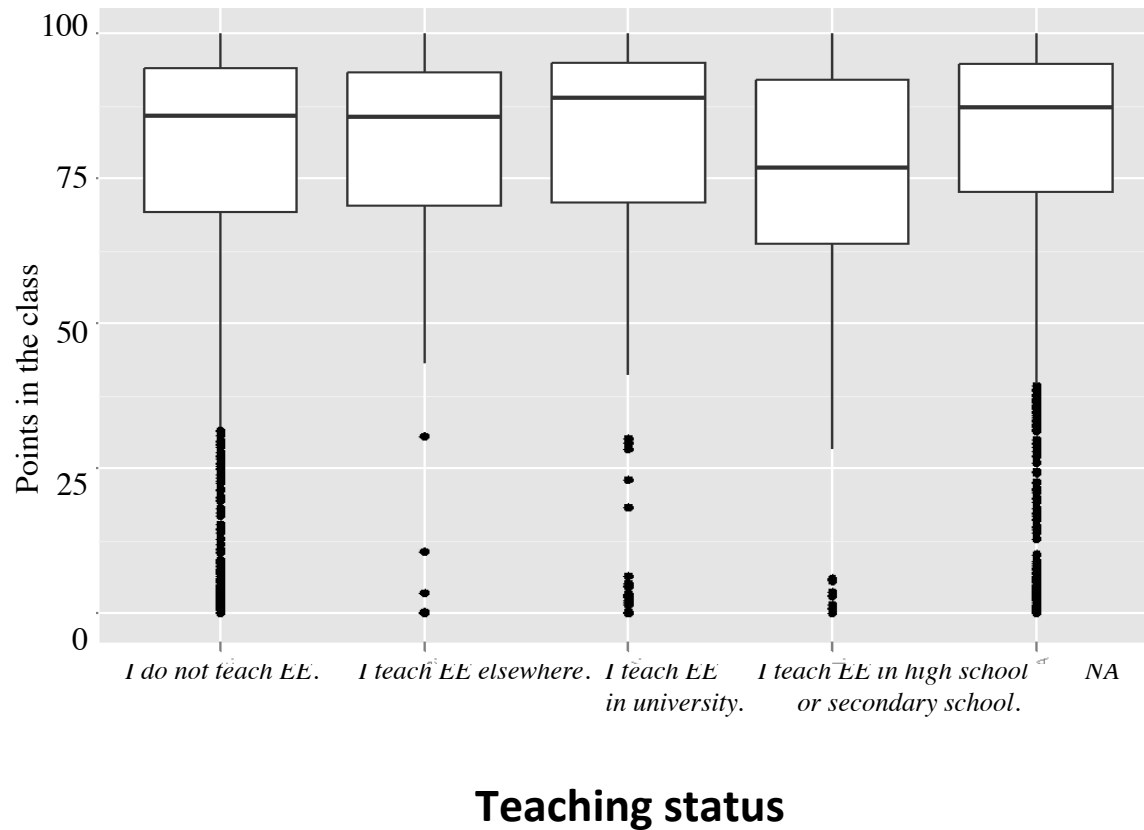 100
75
50
25
0
Points in the class
I do not teach EE.
I teach EE elsewhere.
I teach EE
in university.
I teach EE in high school
or secondary school.
NA
Teaching status